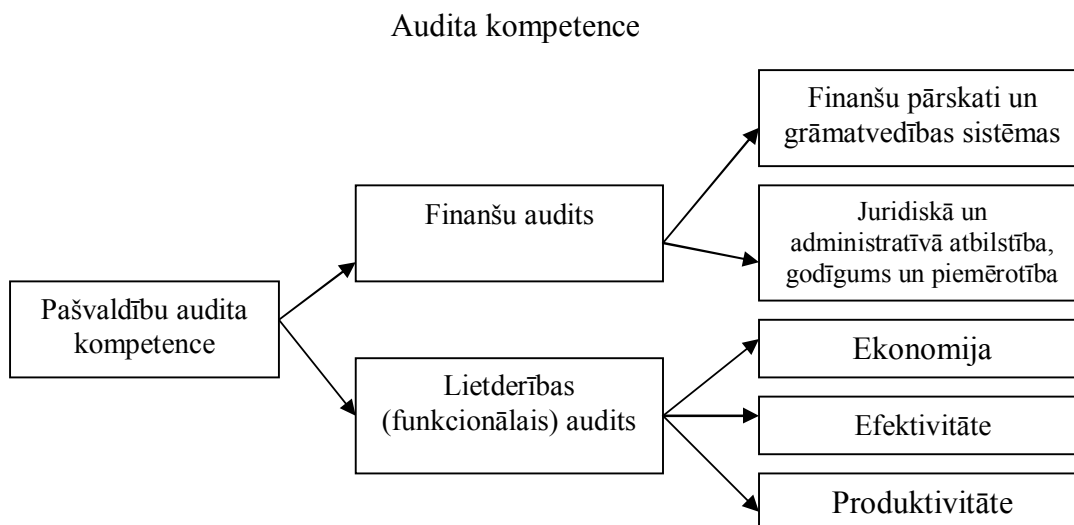 Audita kompetence
Finanšu pārskati un
grāmatvedības sistēmas
Finanšu audits
Juridiskā un
administratīvā atbilstība,
godīgums un piemērotība
Pašvaldību audita
kompetence
Ekonomija
Lietderības
(funkcionālais) audits
Efektivitāte
Produktivitāte